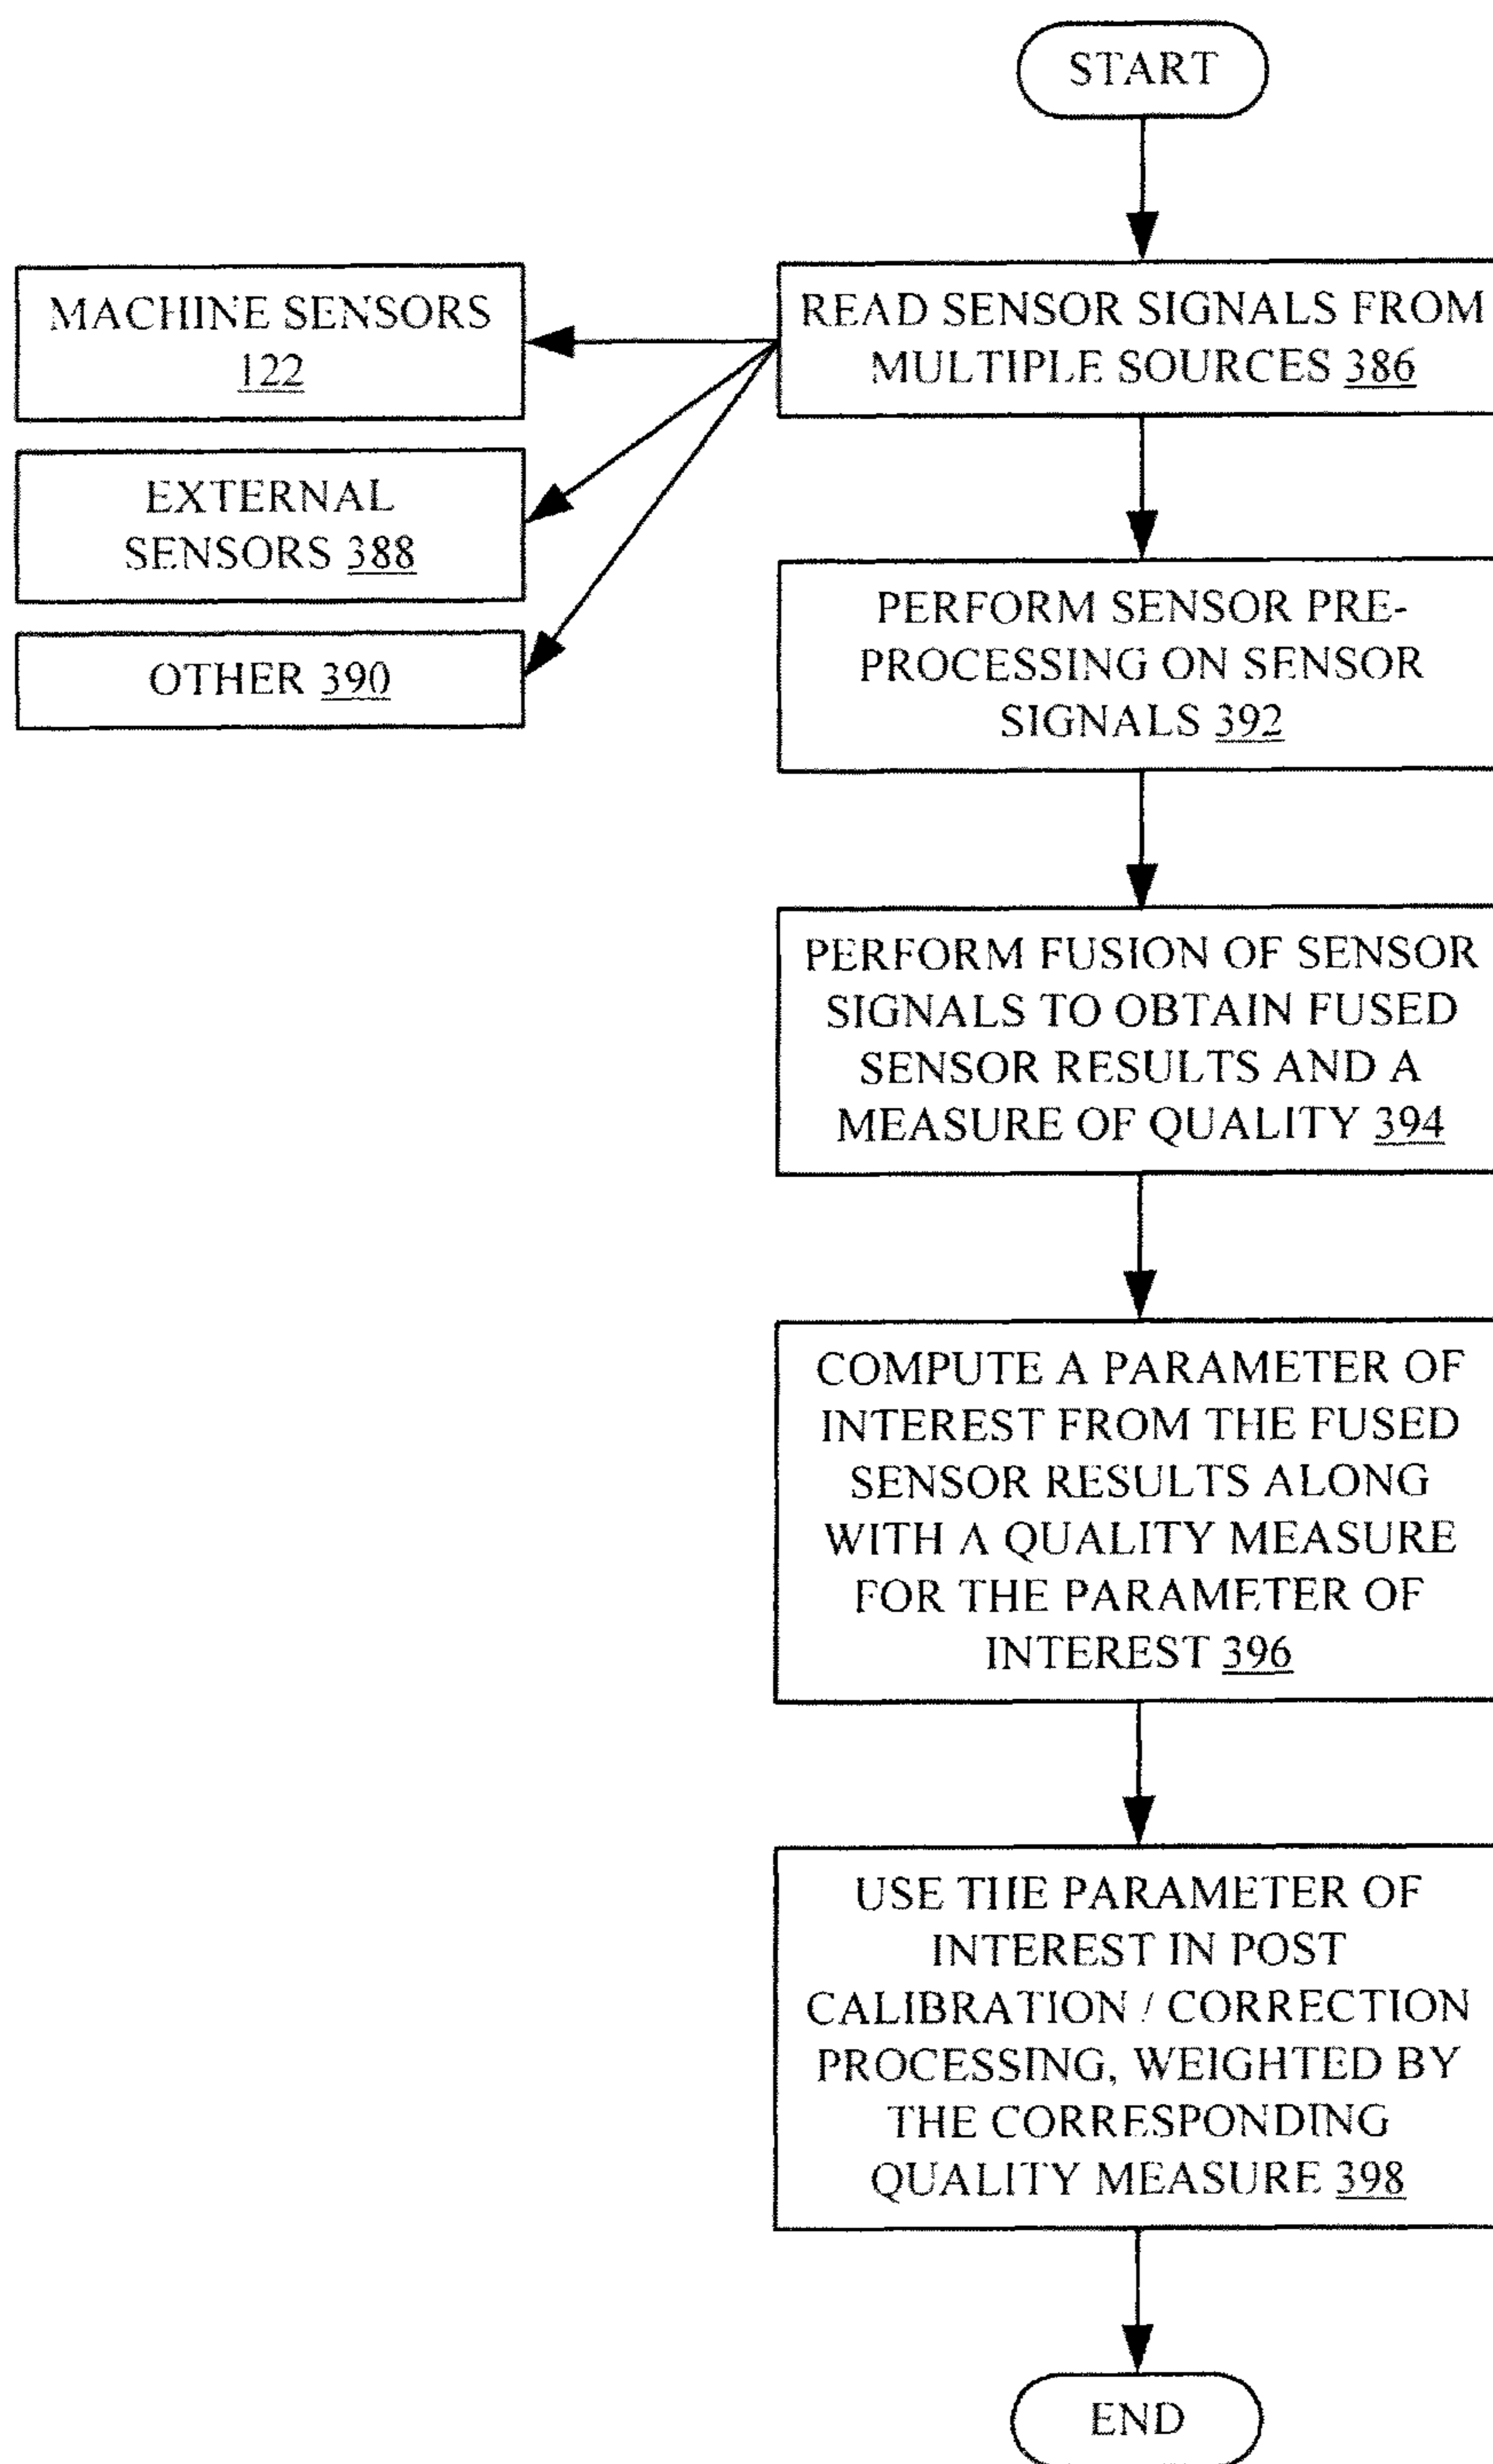 START
READ SENSOR SIGNALS FROM
MULTIPLE SOURCES 386
MACHINE SENSORS
122
EXTERNAL
SENSORS 388
OTHER 390
PERFORM SENSOR PRE-
PROCESSING ON SENSOR
SIGNALS 392
PERFORM FUSION OF SENSOR
SIGNALS TO OBTAIN FUSED
SENSOR RESULTS AND A
MEASURE OF QUALITY 394
COMPUTE A PARAMETER OF
INTEREST FROM THE FUSED
SENSOR RESULTS ALONG
WITH A QUALITY MEASURE
FOR THE PARAMETER OF
INTEREST 396
USE THE PARAMETER OF
INTEREST IN POST
CALIBRATION / CORRECTION
PROCESSING, WEIGHTED BY
THE CORRESPONDING
QUALITY MEASURE 398
END